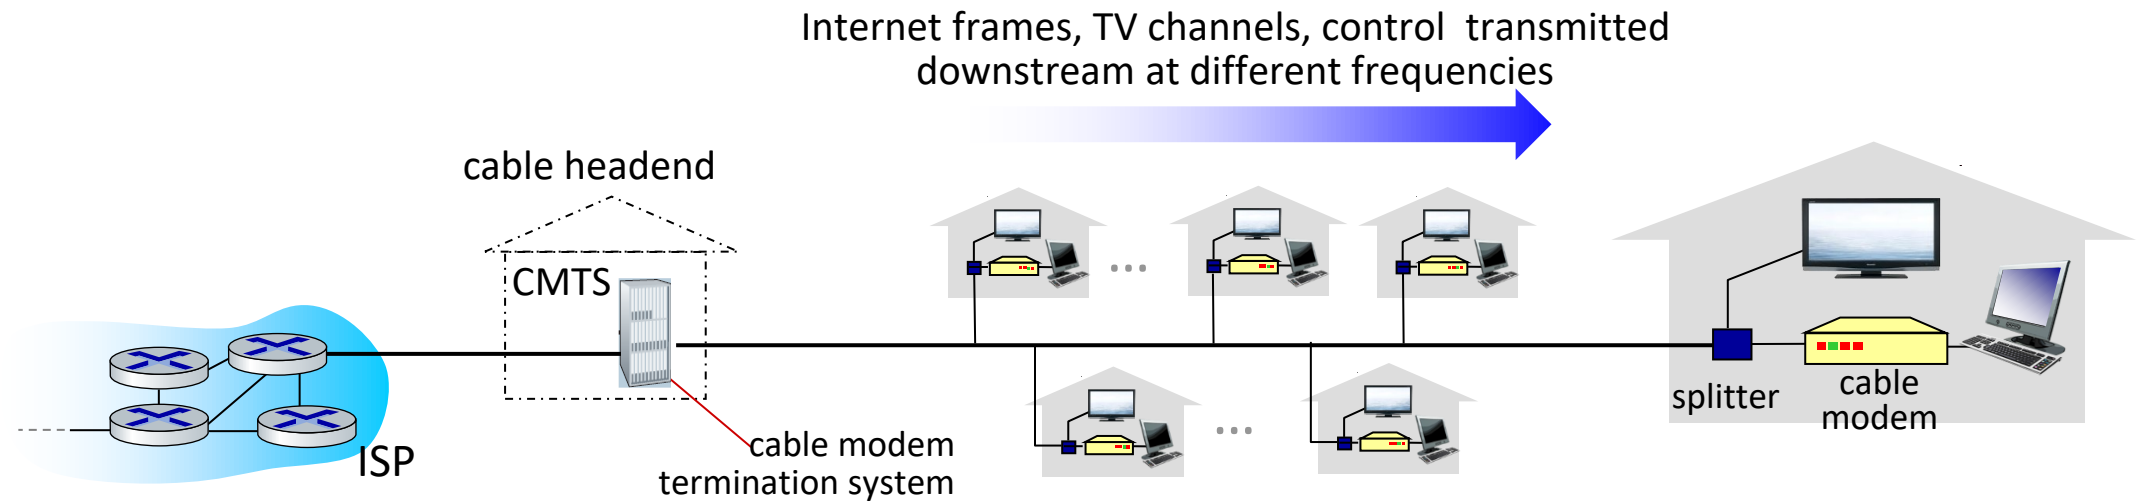 Internet frames, TV channels, control  transmitted
downstream at different frequencies
cable headend
CMTS
ISP
cable modem
termination system
splitter
cable
modem